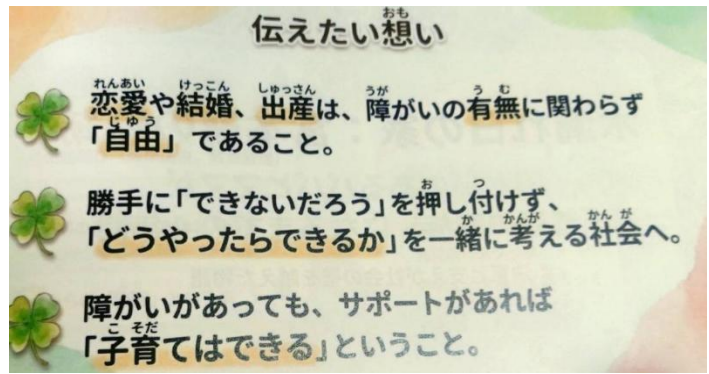 伝えたい想い
恋愛や結婚、出産は、障がいの有無に関わらず
「自由」であること。
勝手に「できないだろう」を押し付けず、
「どうやったらできるか」を一緒に考える社会へ。
障がいがあっても、サポートがあれば
「子育てはできる」ということ。